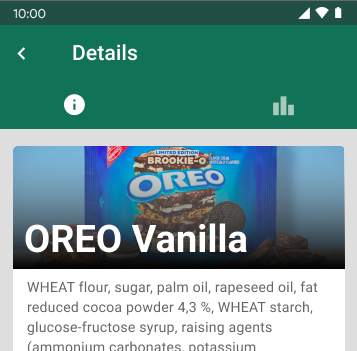 10:00
Details
LIMITED EDITION
BROOKIE-O
OREO
OREO Vanilla
WHEAT flour, sugar, palm oil, rapeseed oil, fat
reduced cocoa powder 4,3 %, WHEAT starch,
glucose-fructose syrup, raising agents
(ammonium carbonates, potassium